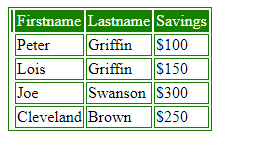 Firstname Lastname Savings
Peter Griffin $100
Lois Griffin $150
Joe Swanson $300
Cleveland Brown $250